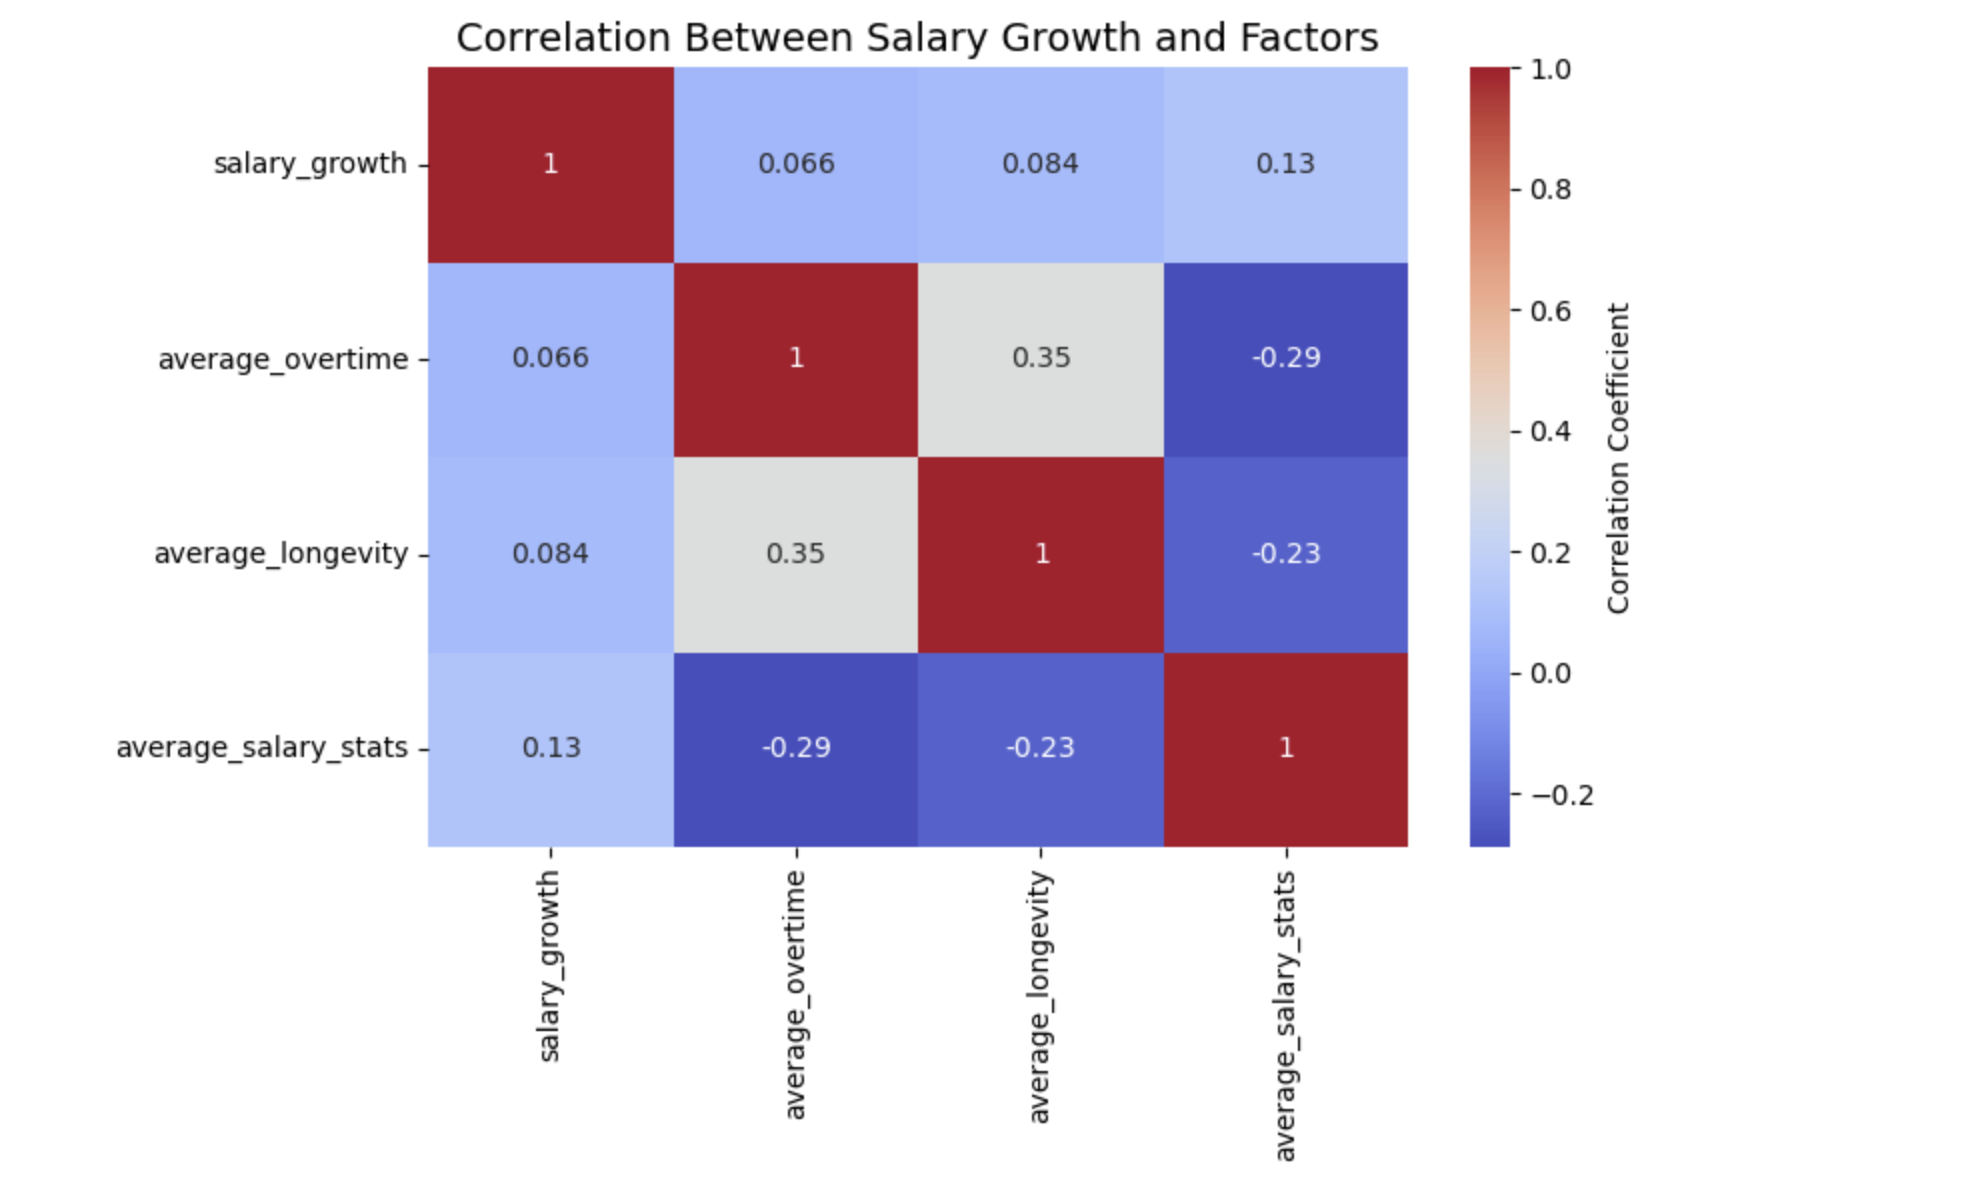 Correlation Between Salary Growth and Factors
salary_growth
1
0.066
0.084
0.13
average_overtime
0.066
1
0.35
-0.29
average_longevity
0.084
0.35
1
-0.23
average_salary_stats
0.13
-0.29
-0.23
1
salary_growth
average_overtime
average_longevity
average_salary_stats
1.0
0.8
0.6
0.4
0.2
0.0
−0.2
Correlation Coefficient